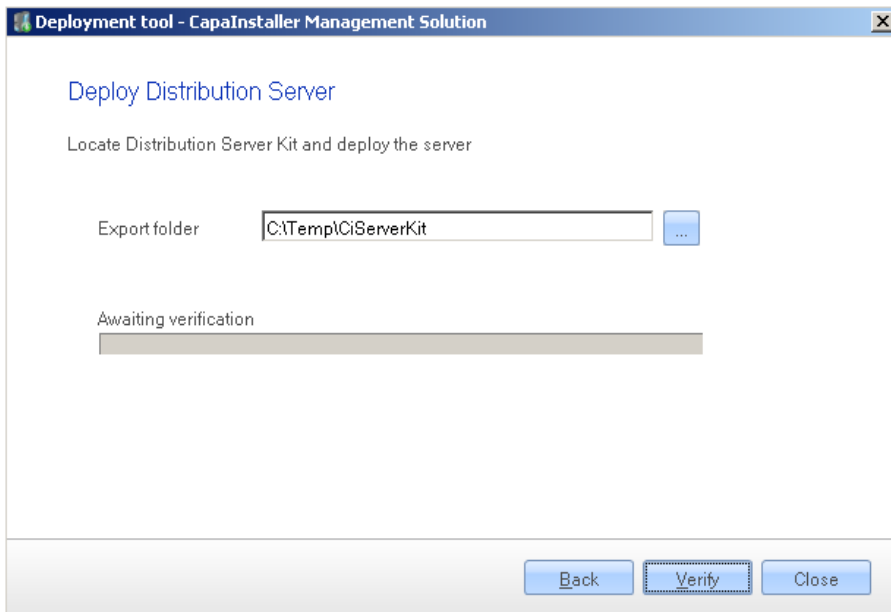 Deployment tool - CapaInstaller Management Solution
Deploy Distribution Server
Locate Distribution Server Kit and deploy the server
Export folder C:\Temp\CiServerKit ...
Awaiting verification
Back Verify Close